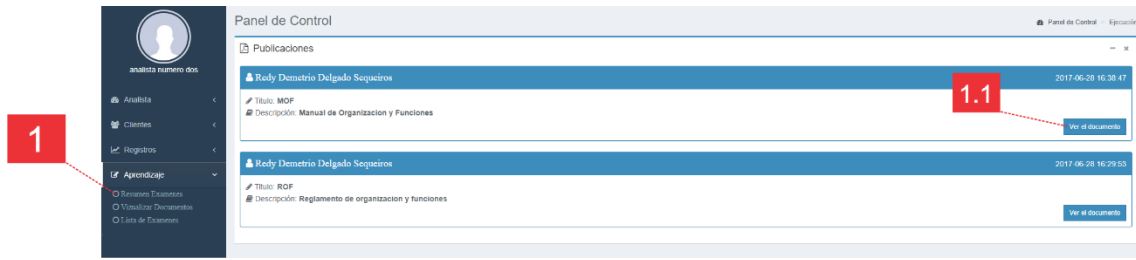 Panel de Control
Panel de Control
Ejecución
Publicaciones
analista numero dos
Redy Demetrio Delgado Sequeiros
2017-06-28 16:38:47
1.1
Analista
Titulo: MOF
Descripción: Manual de Organizacion y Funciones
Ver el documento
Clientes
1
Registros
Redy Demetrio Delgado Sequeiros
2017-06-28 16:29:53
Aprendizaje
Titulo: ROF
Resumen Examenes
Descripción: Reglamento de organizacion y funciones
Visualizar Documentos
Ver el documento
Lista de Examenes